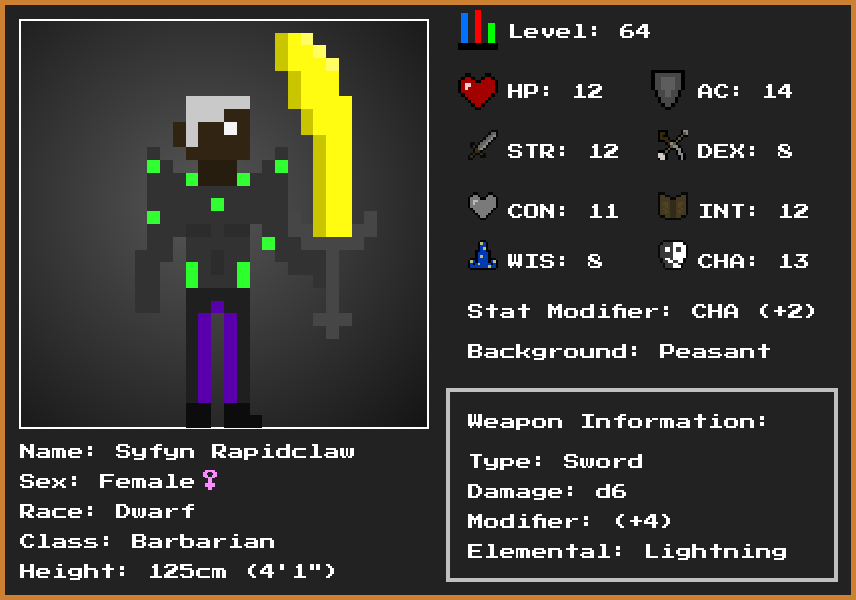 Level: 64
HP: 12 AC: 14
STR: 12 DEX: 8
CON: 11 INT: 12
WIS: 8 CHA: 13
Stat Modifier: CHA (+2)
Background: Peasant
Weapon Information:
Type: Sword
Damage: d6
Modifier: (+4)
Elemental: Lightning
Name: Syfyn Rapidclaw
Sex: Female♀
Race: Dwarf
Class: Barbarian
Height: 125cm (4'1")